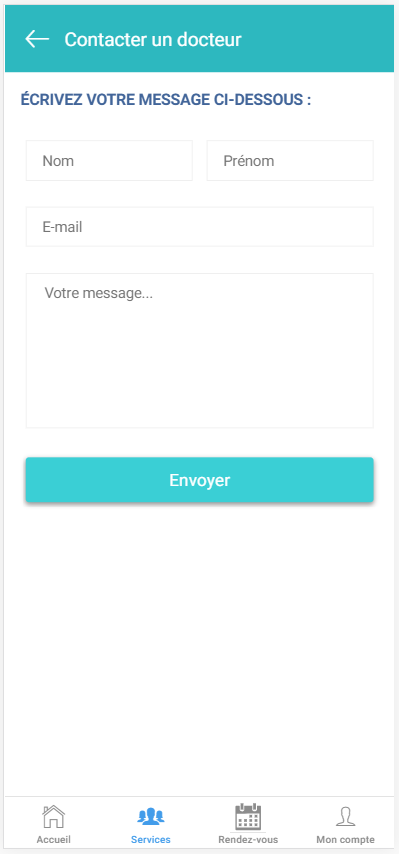 Contacter un docteur
ÉCRIVEZ VOTRE MESSAGE CI-DESSOUS :
Nom Prénom
E-mail
Votre message...
Envoyer
Accueil Services Rendez-vous Mon compte